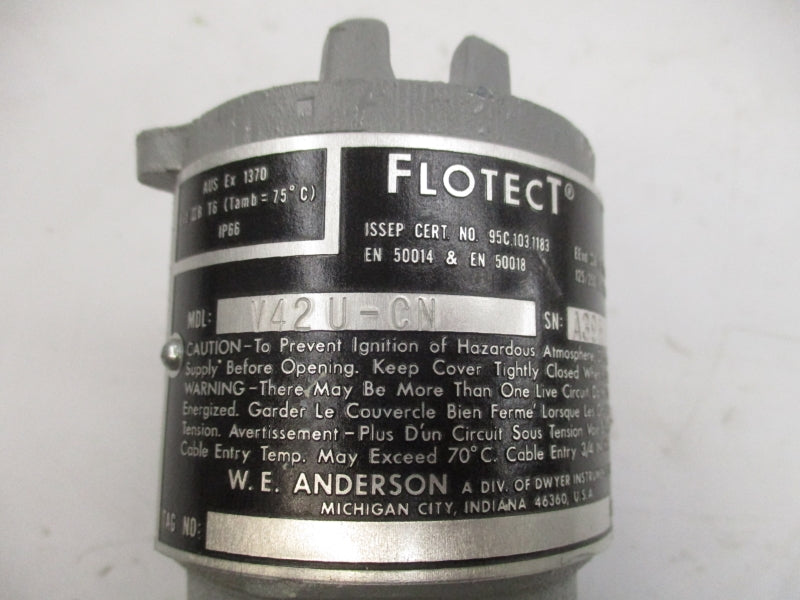 AUS Ex 1370
IIB T6 (Tamb = 75°C)
IP66
FLOTECT®
ISSEP CERT. NO. 95C.103.1183
EN 50014 & EN 50018
MDL: V42U-CN SN:
CAUTION-To Prevent Ignition of Hazardous Atmosphere,
Supply Before Opening. Keep Cover Tightly Closed
WARNING-There May Be More Than One Live Circuit
Energized. Garder Le Couvercle Bien Fermé Lorsque Les
Tension. Avertissement-Plus D'un Circuit Sous Tension
Cable Entry Temp. May Exceed 70°C. Cable Entry 3/4
W. E. ANDERSON A DIV. OF DWYER
MICHIGAN CITY, INDIANA 46360, U.S.A
TAG NO: